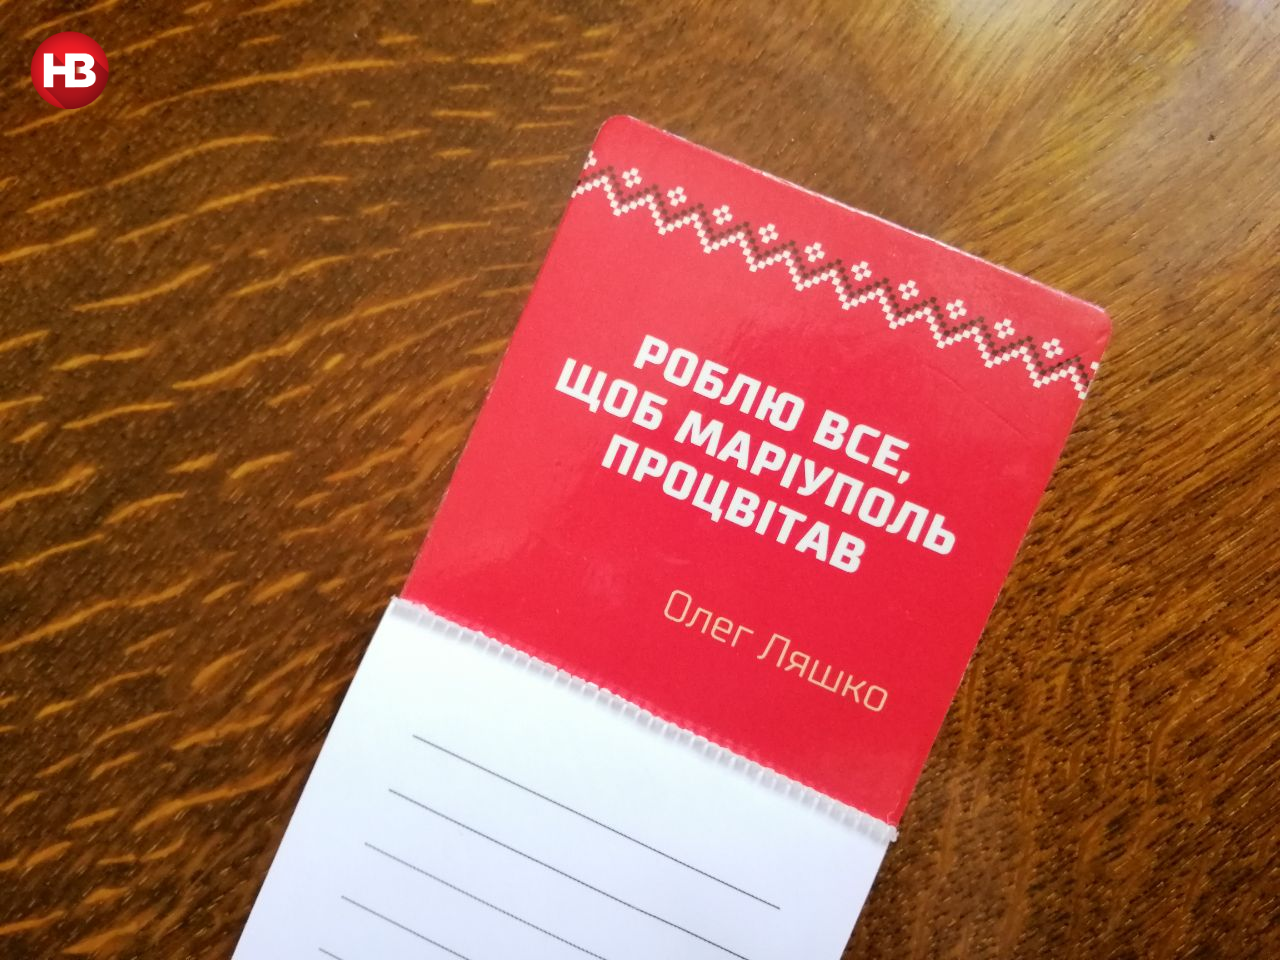 НВ
РОБЛЮ ВСЕ,
ЩОБ МАРІУПОЛЬ
ПРОЦВІТАВ
Олег Ляшко